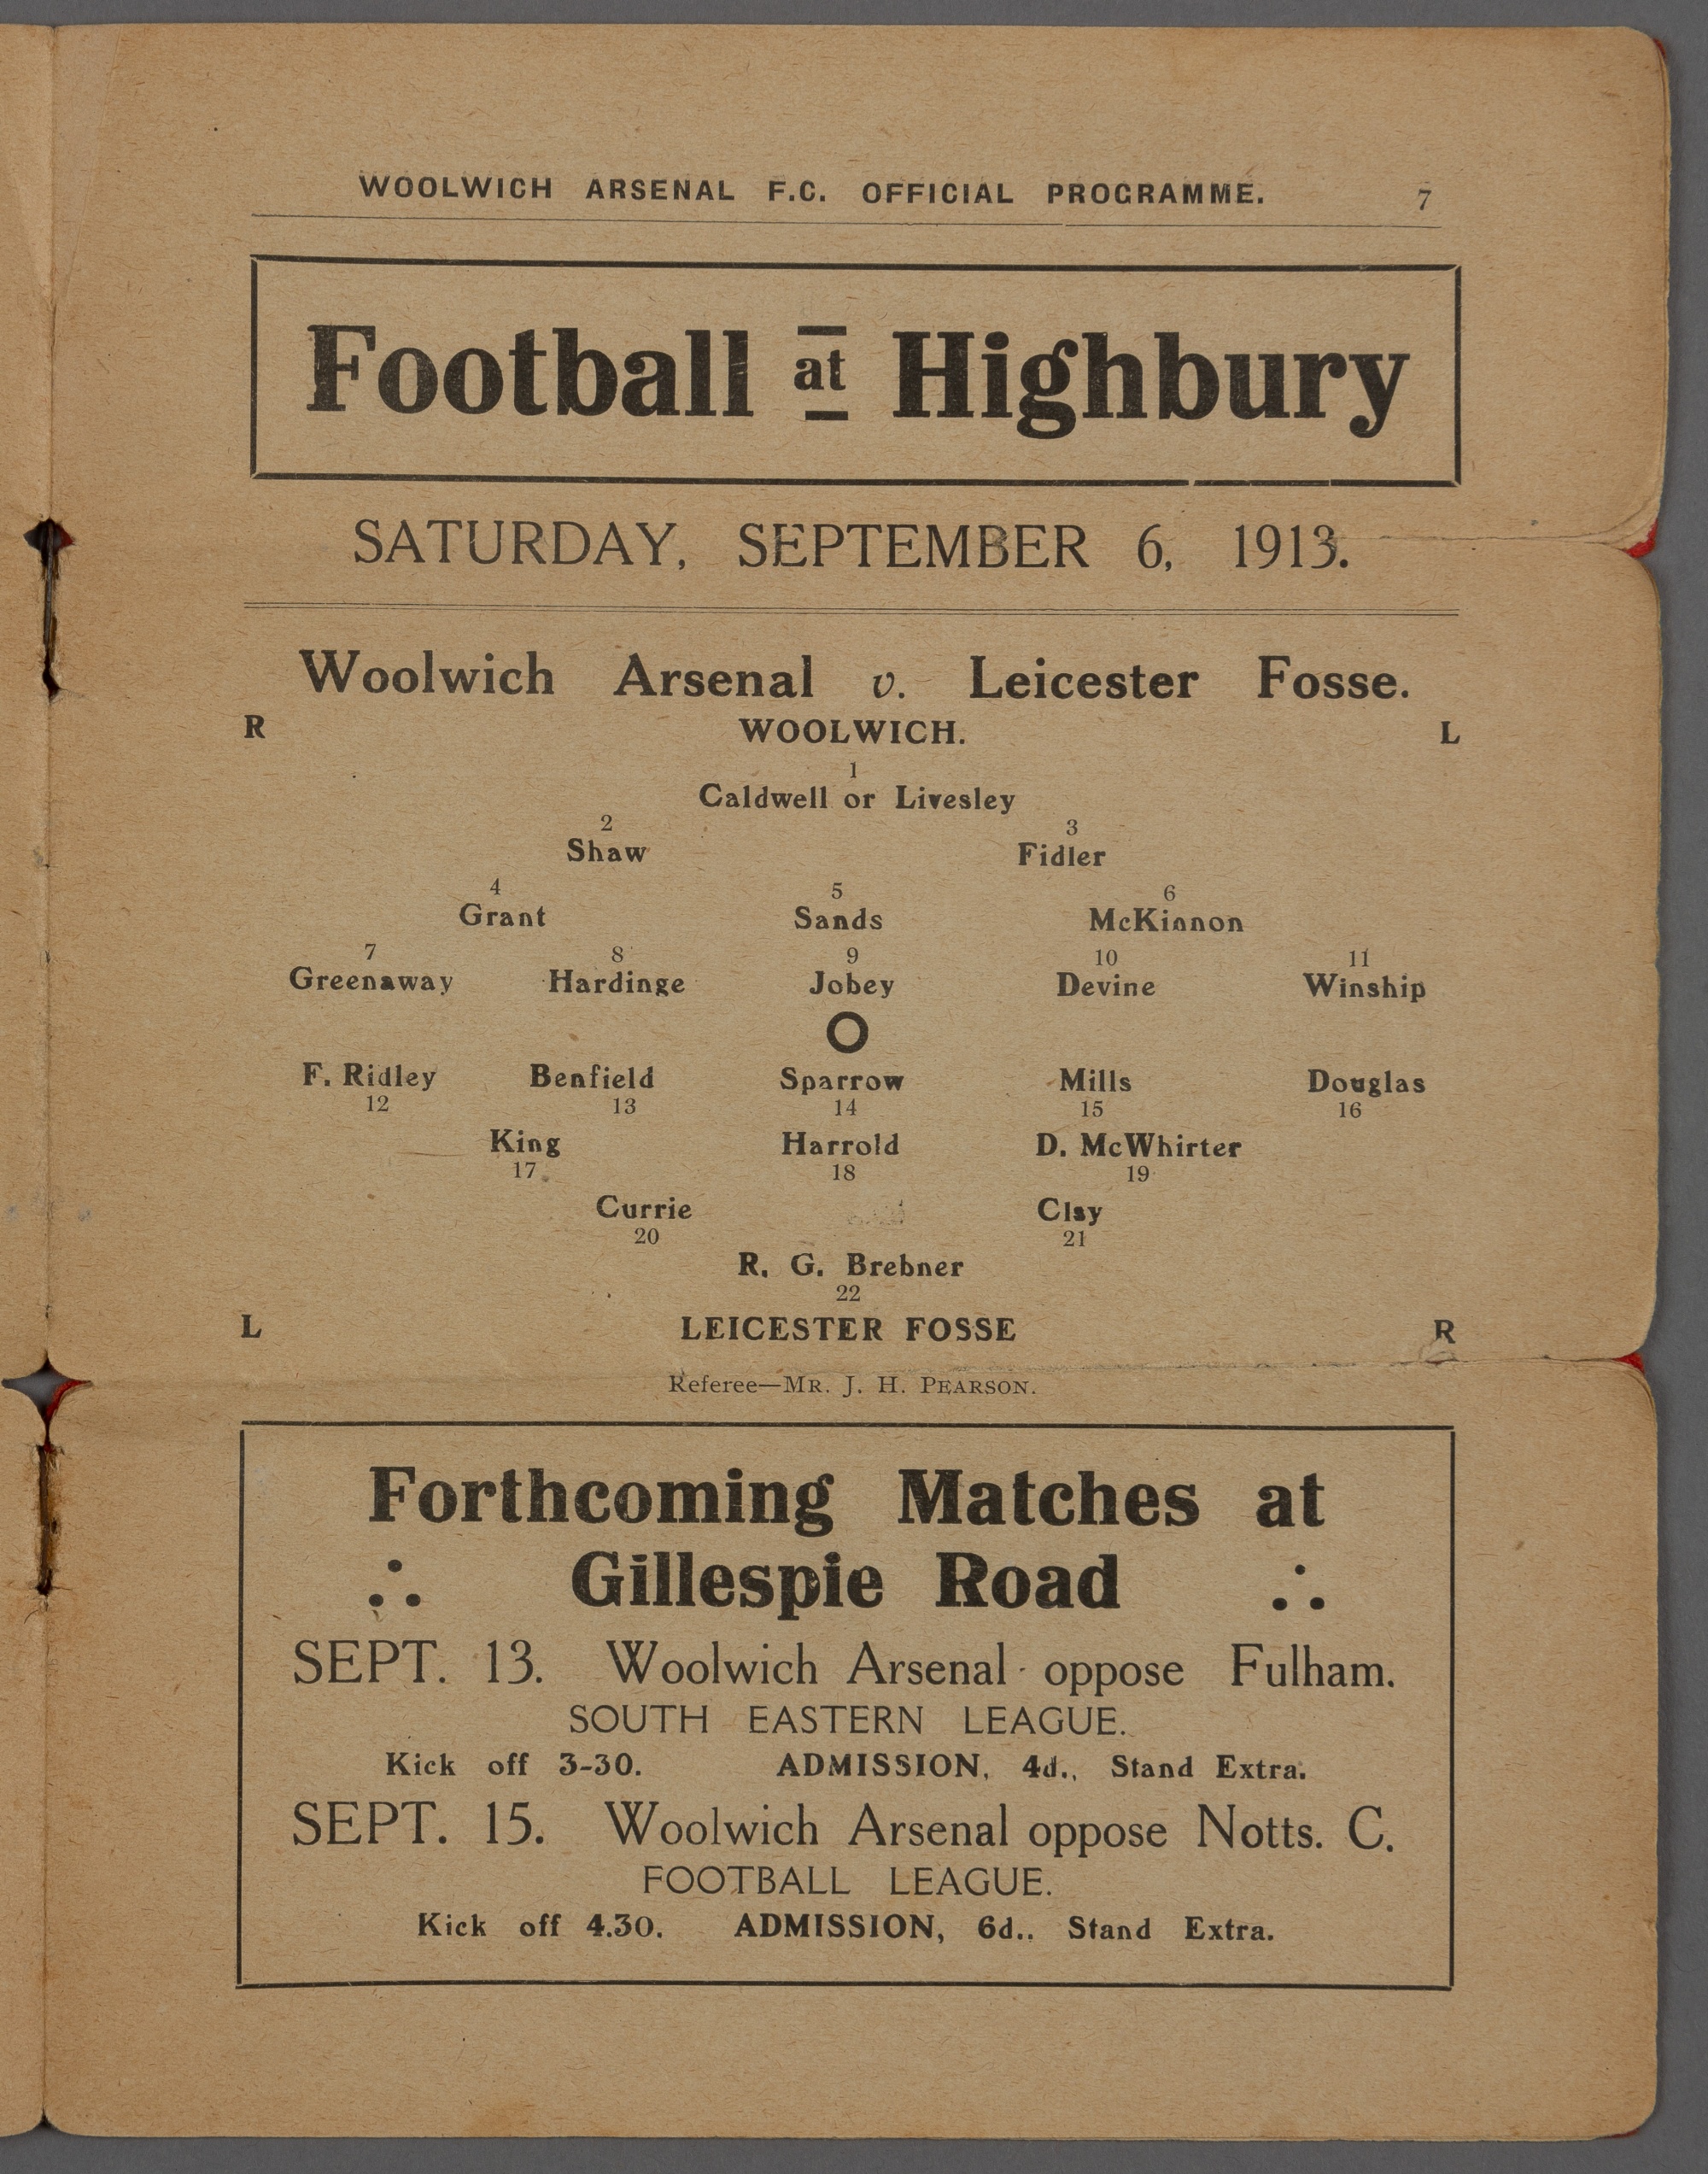 WOOLWICH ARSENAL F.C. OFFICIAL PROGRAMME. 7
Football at Highbury
SATURDAY, SEPTEMBER 6, 1913.
Woolwich Arsenal v. Leicester Fosse.
R WOOLWICH. L
1
Caldwell or Livesley
2 3
Shaw Fidler
4 5 6
Grant Sands McKinnon
7 8 9 10 11
Greenaway Hardinge Jobey Devine Winship
F. Ridley Benfield Sparrow Mills Douglas
12 13 14 15 16
King Harrold D. McWhirter
17 18 19
Currie Clay
20 21
R. G. Brebner
22
L LEICESTER FOSSE R
Referee—MR. J. H. PEARSON.
Forthcoming Matches at
∴ Gillespie Road ∴
SEPT. 13. Woolwich Arsenal oppose Fulham.
SOUTH EASTERN LEAGUE.
Kick off 3-30. ADMISSION, 4d., Stand Extra.
SEPT. 15. Woolwich Arsenal oppose Notts. C.
FOOTBALL LEAGUE.
Kick off 4.30. ADMISSION, 6d.. Stand Extra.